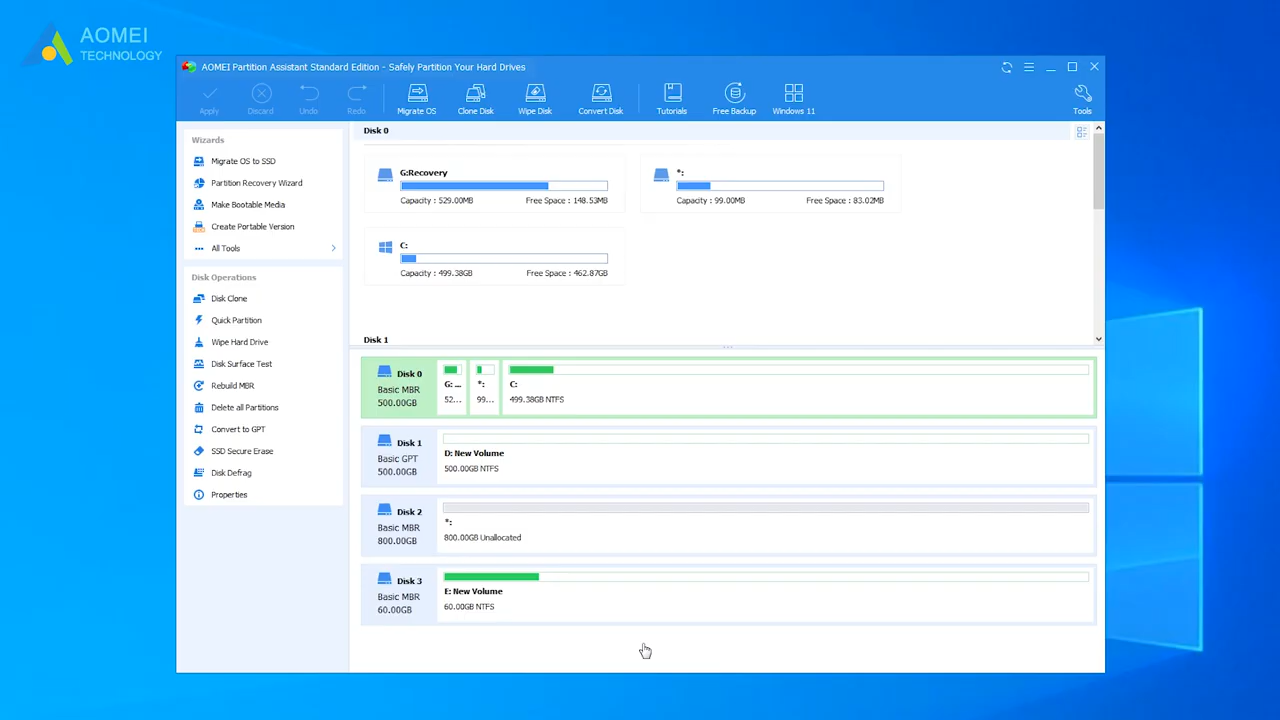 AOMEI
TECHNOLOGY
AOMEI Partition Assistant Standard Edition - Safely Partition Your Hard Drives
Apply
Discard
Undo
Redo
Migrate OS
Clone Disk
Wipe Disk
Convert Disk
Tutorials
Free Backup
Windows 11
Tools
Wizards
Migrate OS to SSD
Partition Recovery Wizard
Make Bootable Media
Create Portable Version
All Tools
Disk Operations
Disk Clone
Quick Partition
Wipe Hard Drive
Disk Surface Test
Rebuild MBR
Delete all Partitions
Convert to GPT
SSD Secure Erase
Disk Defrag
Properties
Disk 0
G:Recovery
Capacity : 529.00MB Free Space : 148.53MB
*:
Capacity : 99.00MB Free Space : 83.02MB
C:
Capacity : 499.38GB Free Space : 462.87GB
Disk 1
Disk 0
Basic MBR
500.00GB
G: ...
52...
*:
99...
C:
499.38GB NTFS
Disk 1
Basic GPT
500.00GB
D: New Volume
500.00GB NTFS
Disk 2
Basic MBR
800.00GB
*:
800.00GB Unallocated
Disk 3
Basic MBR
60.00GB
E: New Volume
60.00GB NTFS